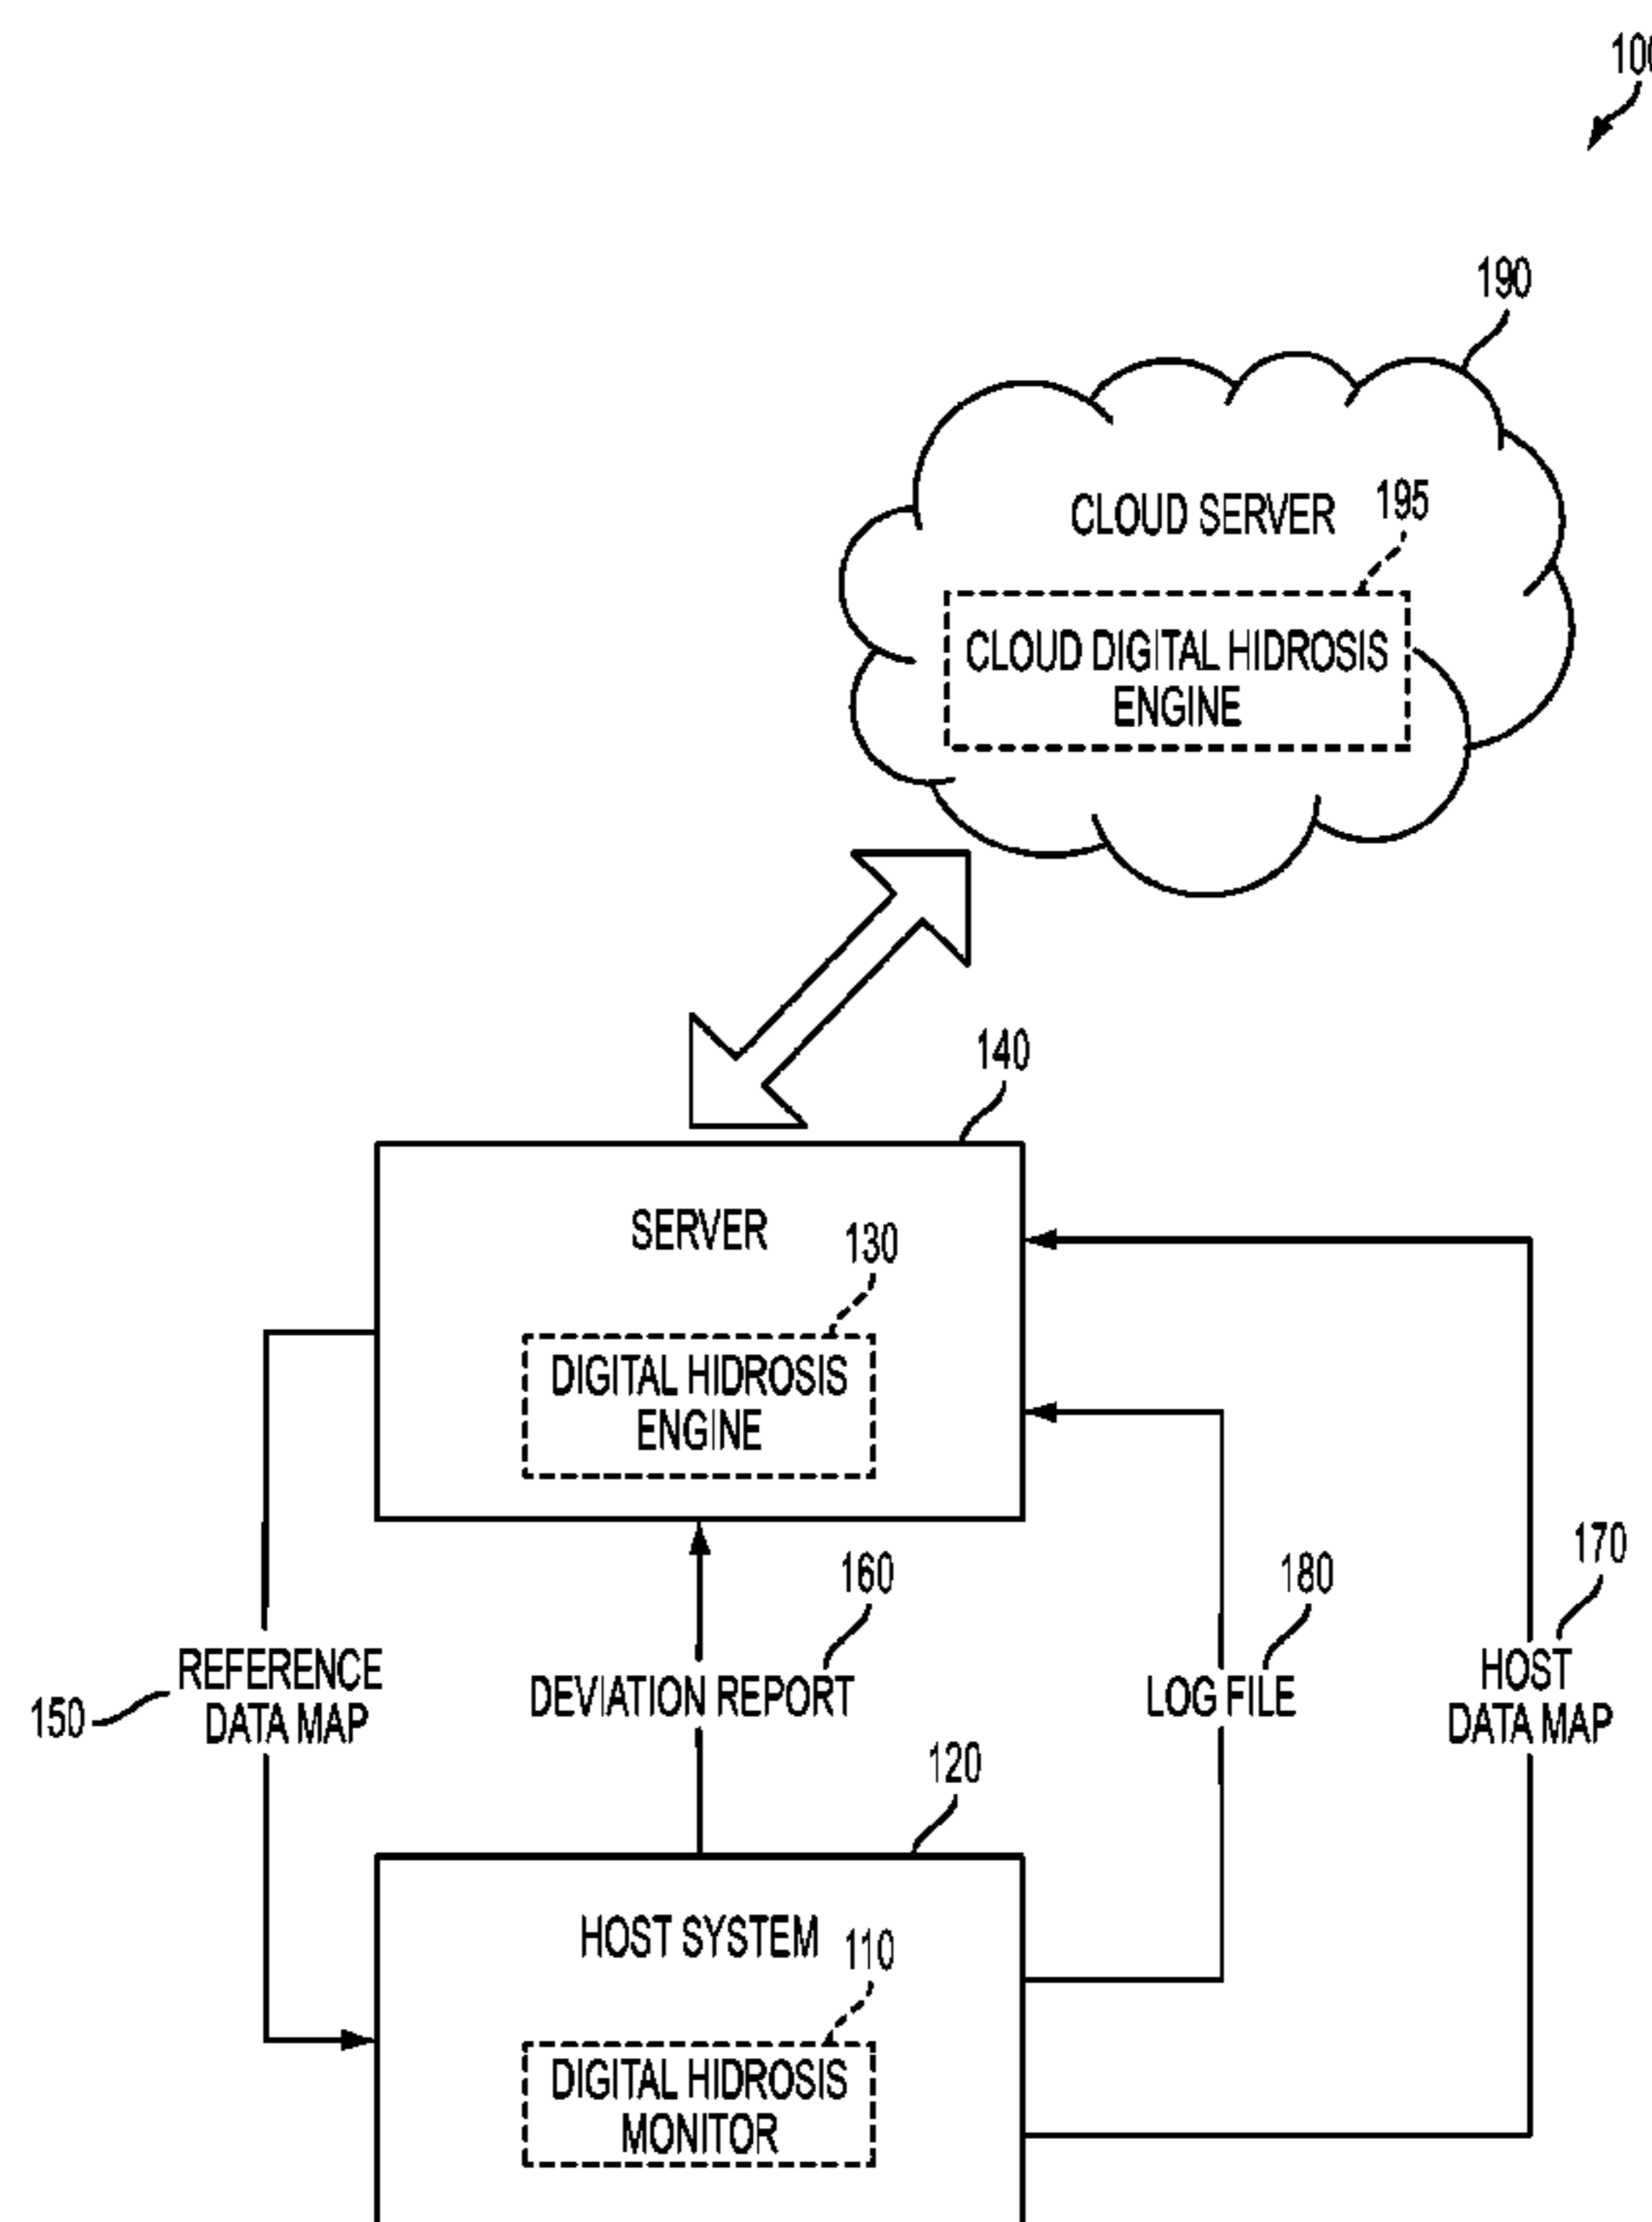 100
190
CLOUD SERVER
195
CLOUD DIGITAL HIDROSIS
ENGINE
140
SERVER
130
DIGITAL HIDROSIS
ENGINE
160
180
170
REFERENCE
DATA MAP
150
DEVIATION REPORT
LOG FILE
HOST
DATA MAP
120
HOST SYSTEM
110
DIGITAL HIDROSIS
MONITOR